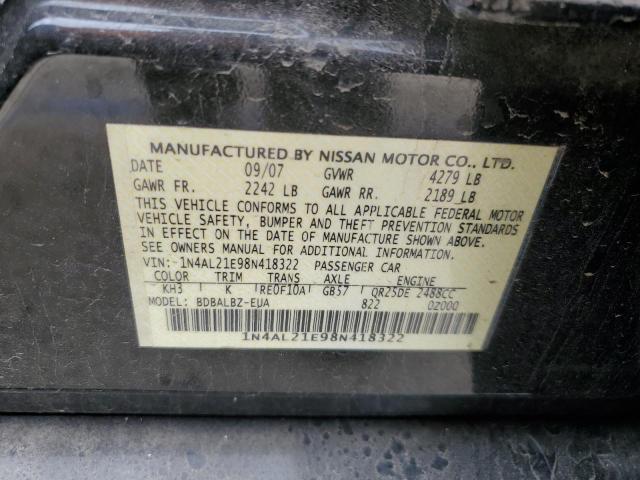 MANUFACTURED BY NISSAN MOTOR CO., LTD.
DATE 09/07 GVWR 4279 LB
GAWR FR. 2242 LB GAWR RR. 2189 LB
THIS VEHICLE CONFORMS TO ALL APPLICABLE FEDERAL MOTOR
VEHICLE SAFETY, BUMPER AND THEFT PREVENTION STANDARDS
IN EFFECT ON THE DATE OF MANUFACTURE SHOWN ABOVE.
SEE OWNERS MANUAL FOR ADDITIONAL INFORMATION.
VIN: 1N4AL21E98N418322 PASSENGER CAR
COLOR TRIM TRANS AXLE ENGINE
KH3 K RE0F10A GB57 QR25DE 2488CC
MODEL: BDBALBZ-EUA 822 0Z000
1N4AL21E98N418322